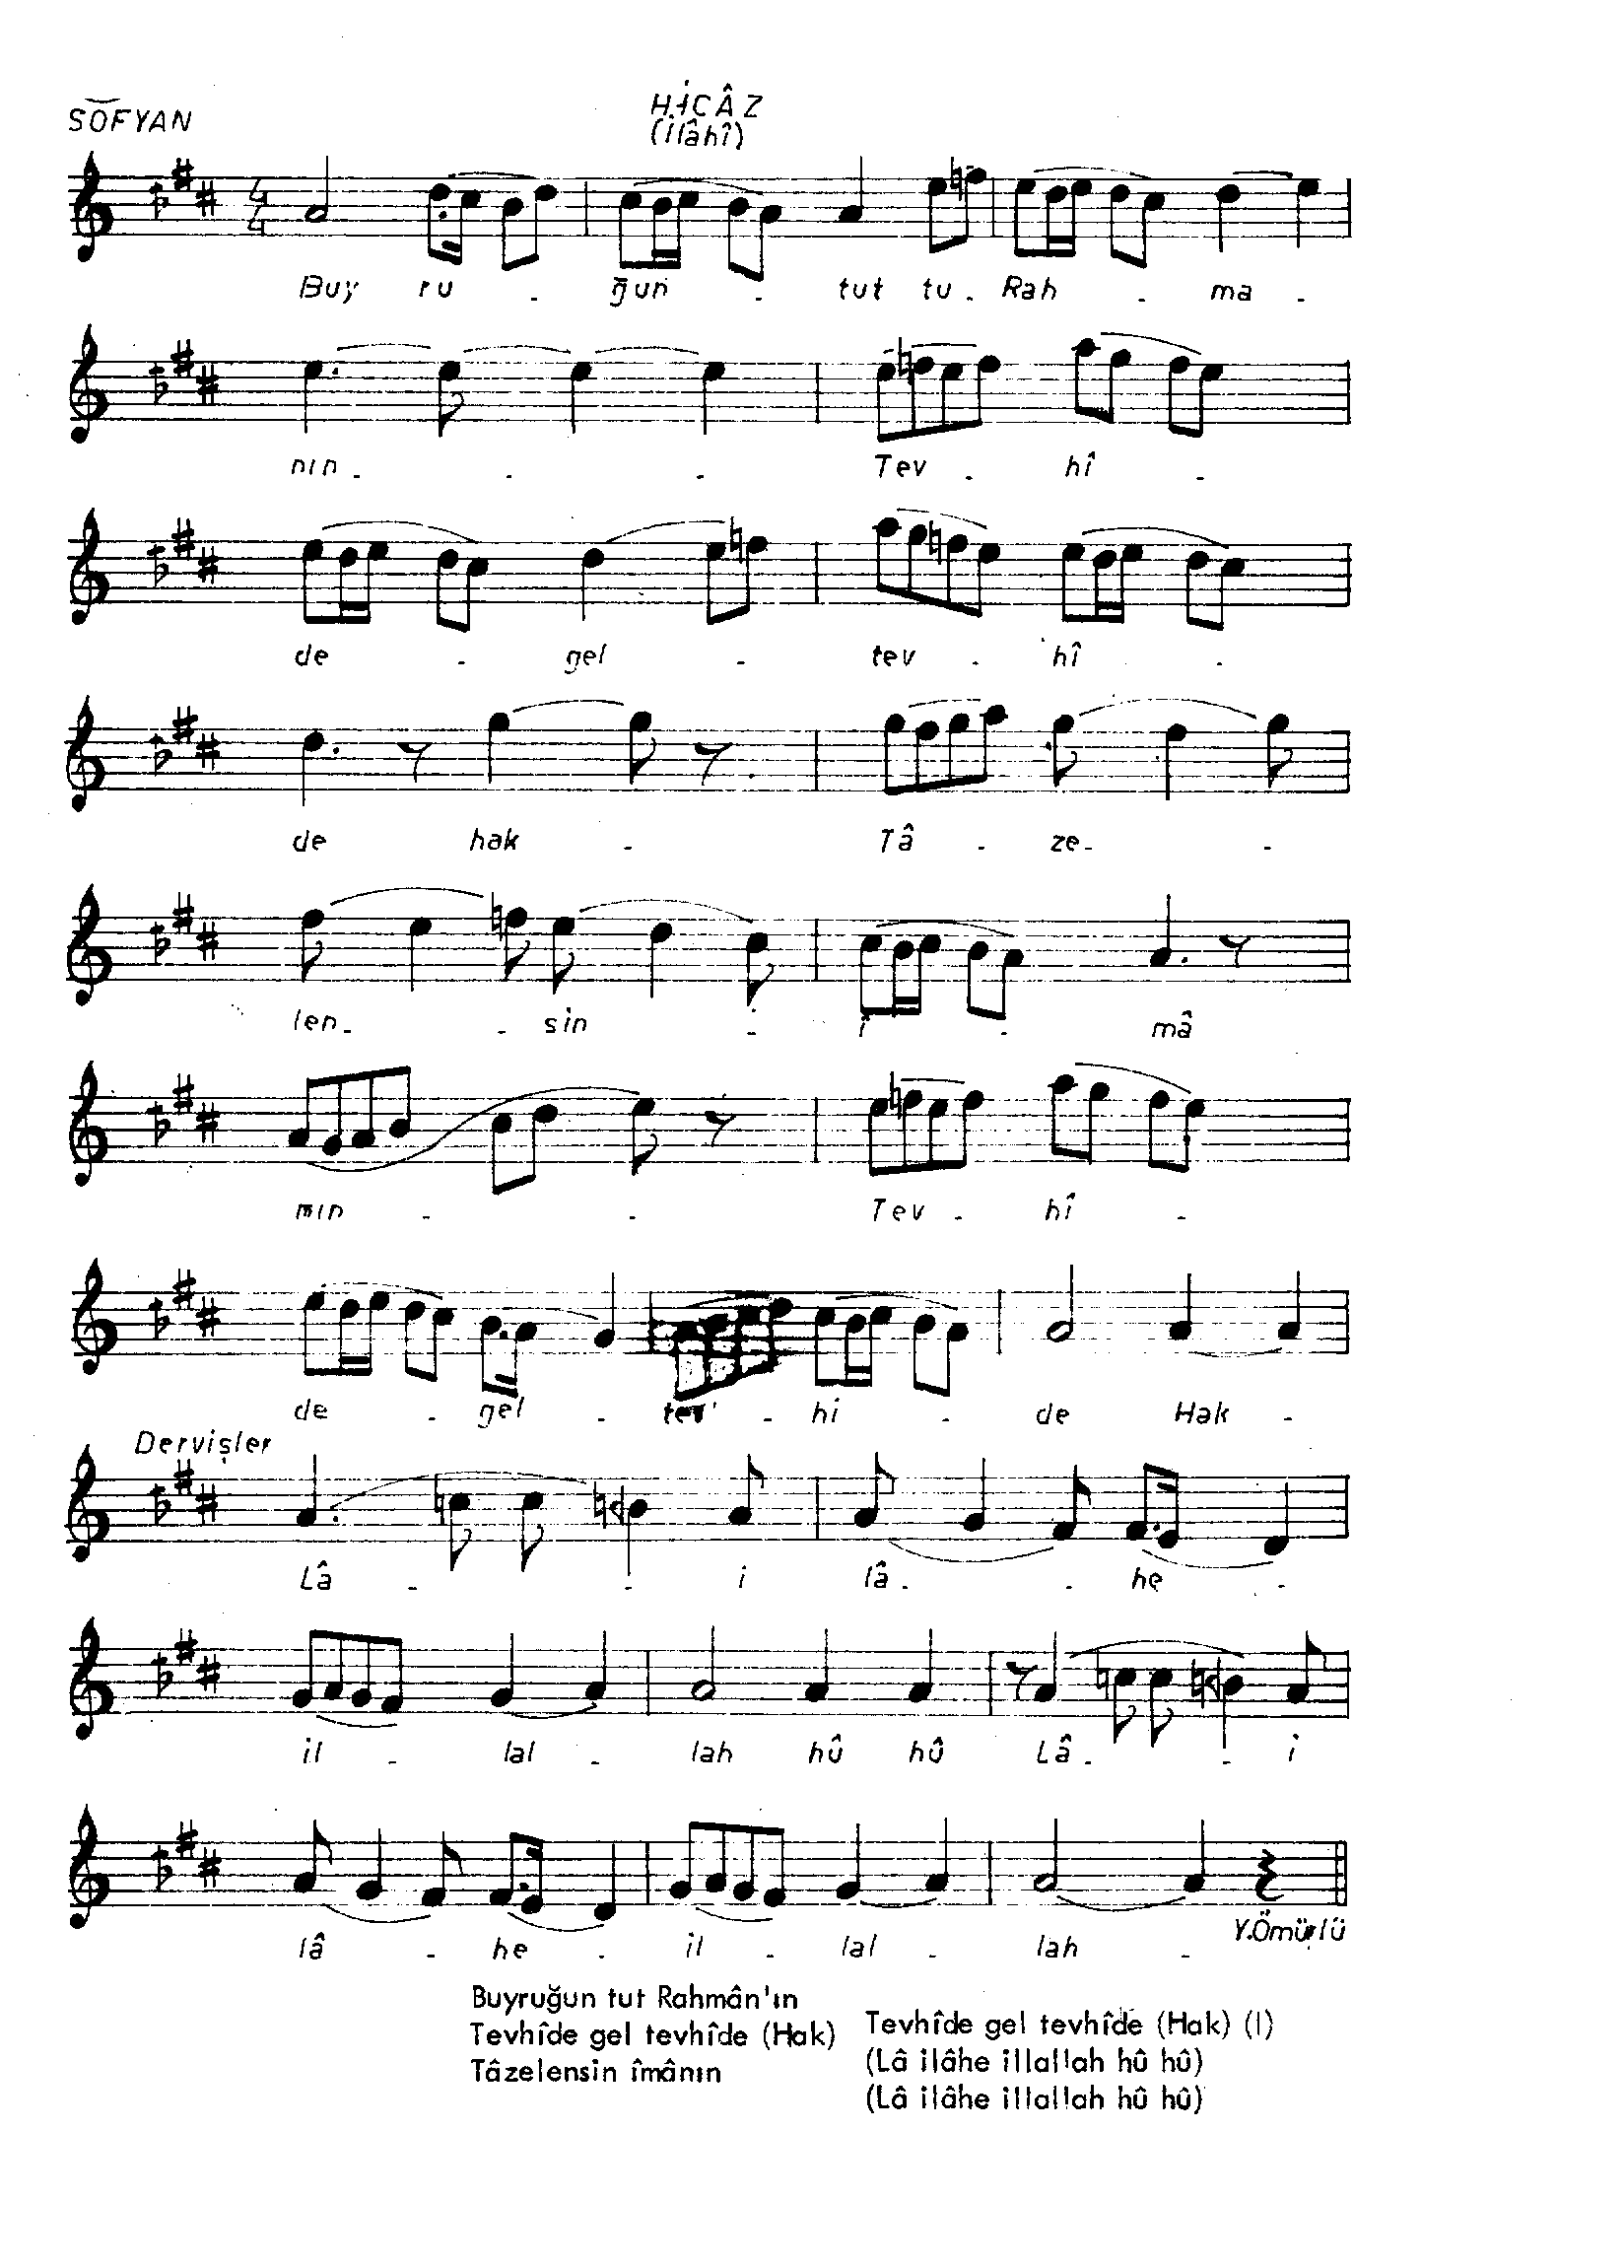 SOFYAN
HİCÂZ
(İlâhî)
4/4
Buy ru - ğun - tut tu - Rah - ma -
nın - - - Tev - hî -
de - gel - tev - hî -
de hak - Tâ - ze - -
len - - sin - î - mâ
mın - - Tev - hî -
de - gel - tev - hi - de Hak -
Dervişler
Lâ - - i lâ - - he -
il - lal - lah hû hû Lâ - - i
lâ - he - il - lal - lah -
Y.Ömürlü
Buyruğun tut Rahmân'ın
Tevhîde gel tevhîde (Hak)
Tâzelensin îmânın
Tevhîde gel tevhîde (Hak) (I)
(Lâ ilâhe illallah hû hû)
(Lâ ilâhe illallah hû hû)